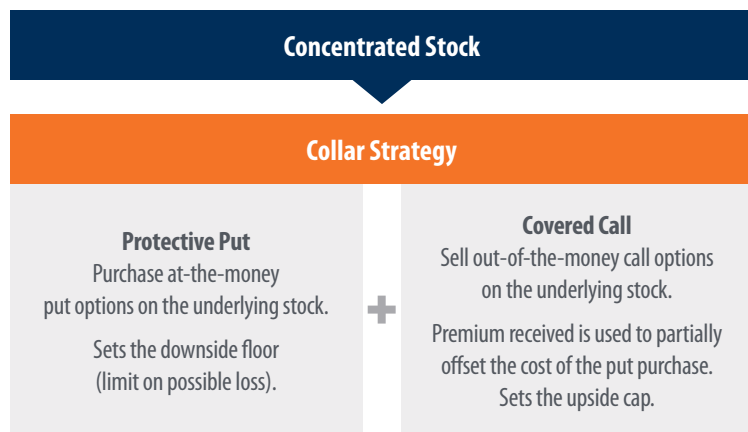 Concentrated Stock
Collar Strategy
Protective Put
Purchase at-the-money
put options on the underlying stock.
Sets the downside floor
(limit on possible loss).
+
Covered Call
Sell out-of-the-money call options
on the underlying stock.
Premium received is used to partially
offset the cost of the put purchase.
Sets the upside cap.